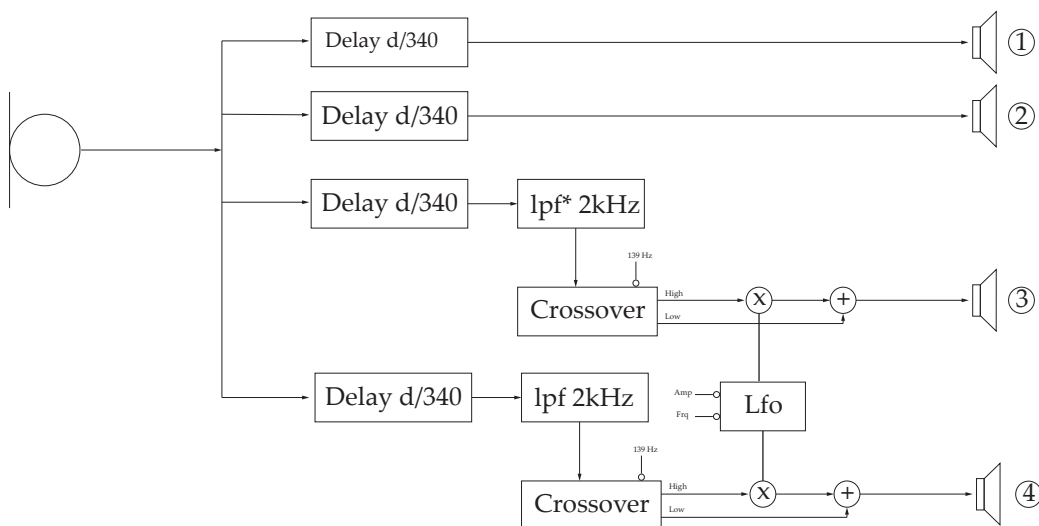 Delay d/340
1
Delay d/340
2
Delay d/340
lpf* 2kHz
139 Hz
Crossover
High
Low
x
+
3
Delay d/340
lpf 2kHz
Amp
Frq
Lfo
139 Hz
Crossover
High
Low
x
+
4